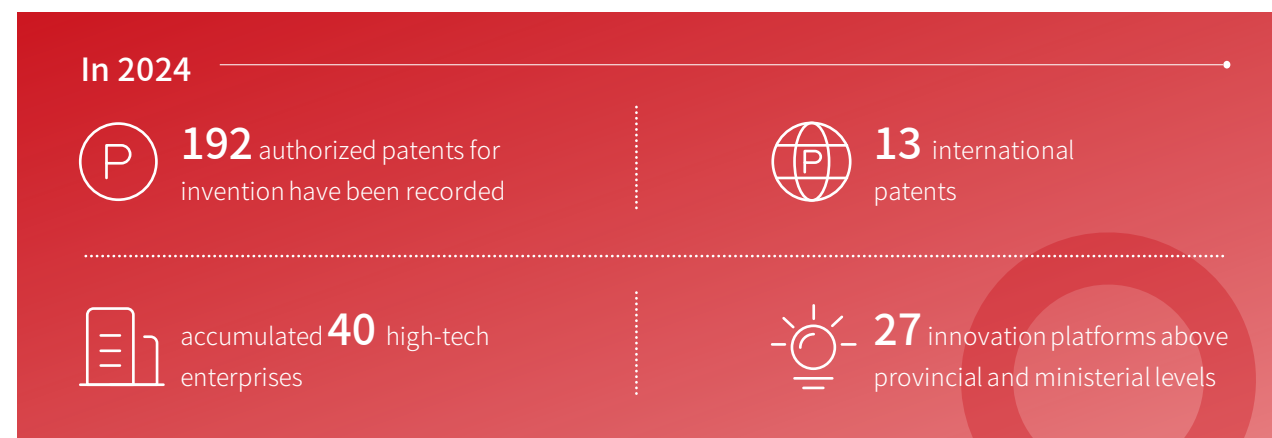 In 2024
192 authorized patents for
invention have been recorded
13 international
patents
accumulated 40 high-tech
enterprises
27 innovation platforms above
provincial and ministerial levels